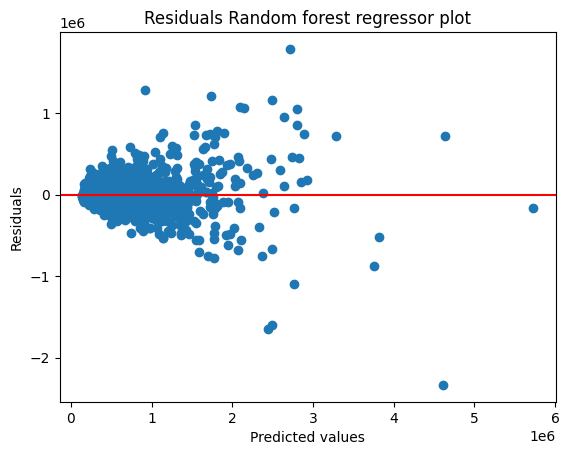 Residuals Random forest regressor plot
1e6
1
0
−1
−2
Residuals
0
1
2
3
4
5
6
1e6
Predicted values